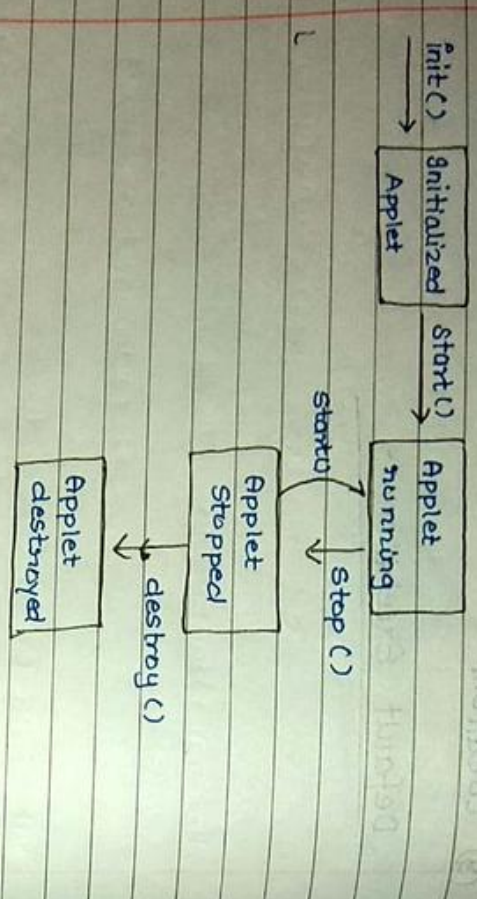 init()
Initialized
Applet
Start()
Applet
running
Start()
Stop()
Applet
Stopped
destroy()
Applet
destroyed